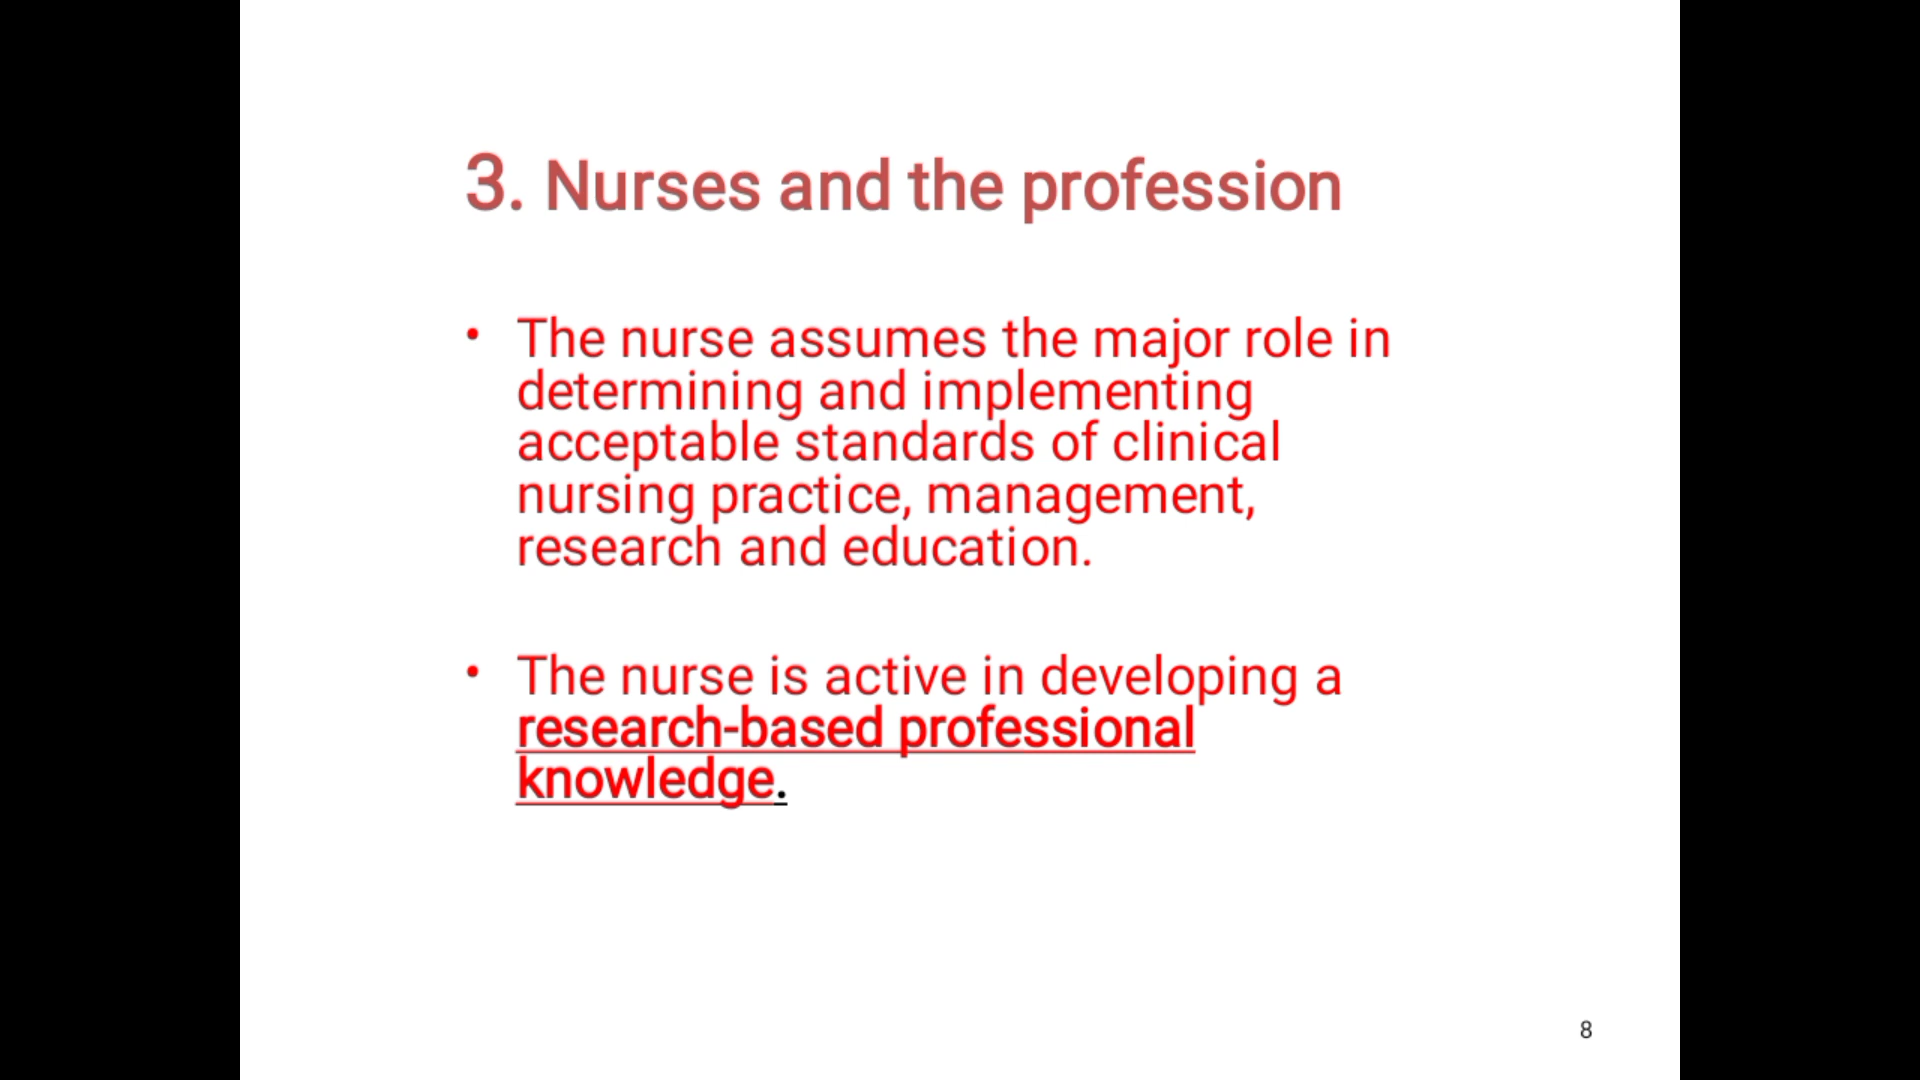 3. Nurses and the profession
• The nurse assumes the major role in
determining and implementing
acceptable standards of clinical
nursing practice, management,
research and education.
• The nurse is active in developing a
research-based professional
knowledge.
8